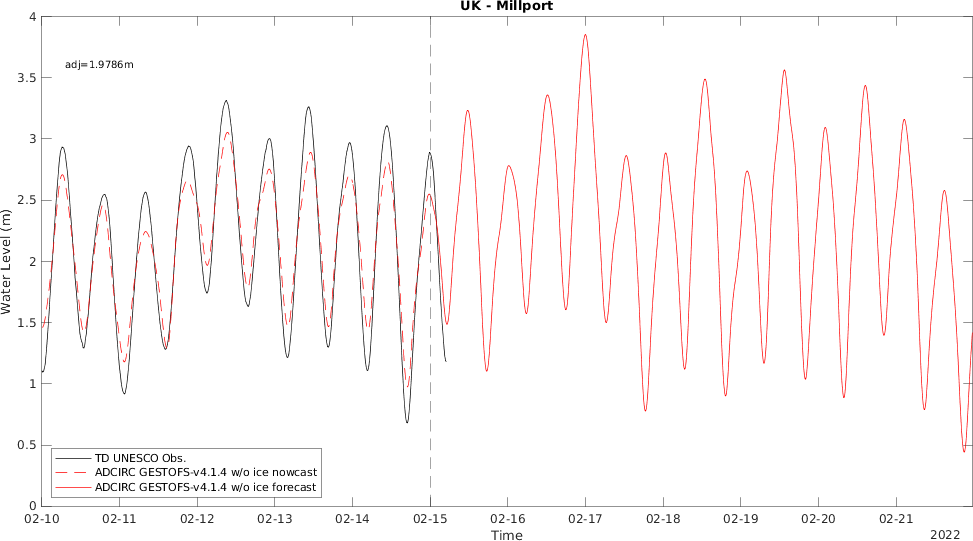 UK - Millport
adj=1.9786m
Water Level (m)
4
3.5
3
2.5
2
1.5
1
0.5
0
TD UNESCO Obs.
ADCIRC GESTOFS-v4.1.4 w/o ice nowcast
ADCIRC GESTOFS-v4.1.4 w/o ice forecast
02-10 02-11 02-12 02-13 02-14 02-15 02-16 02-17 02-18 02-19 02-20 02-21
Time
2022